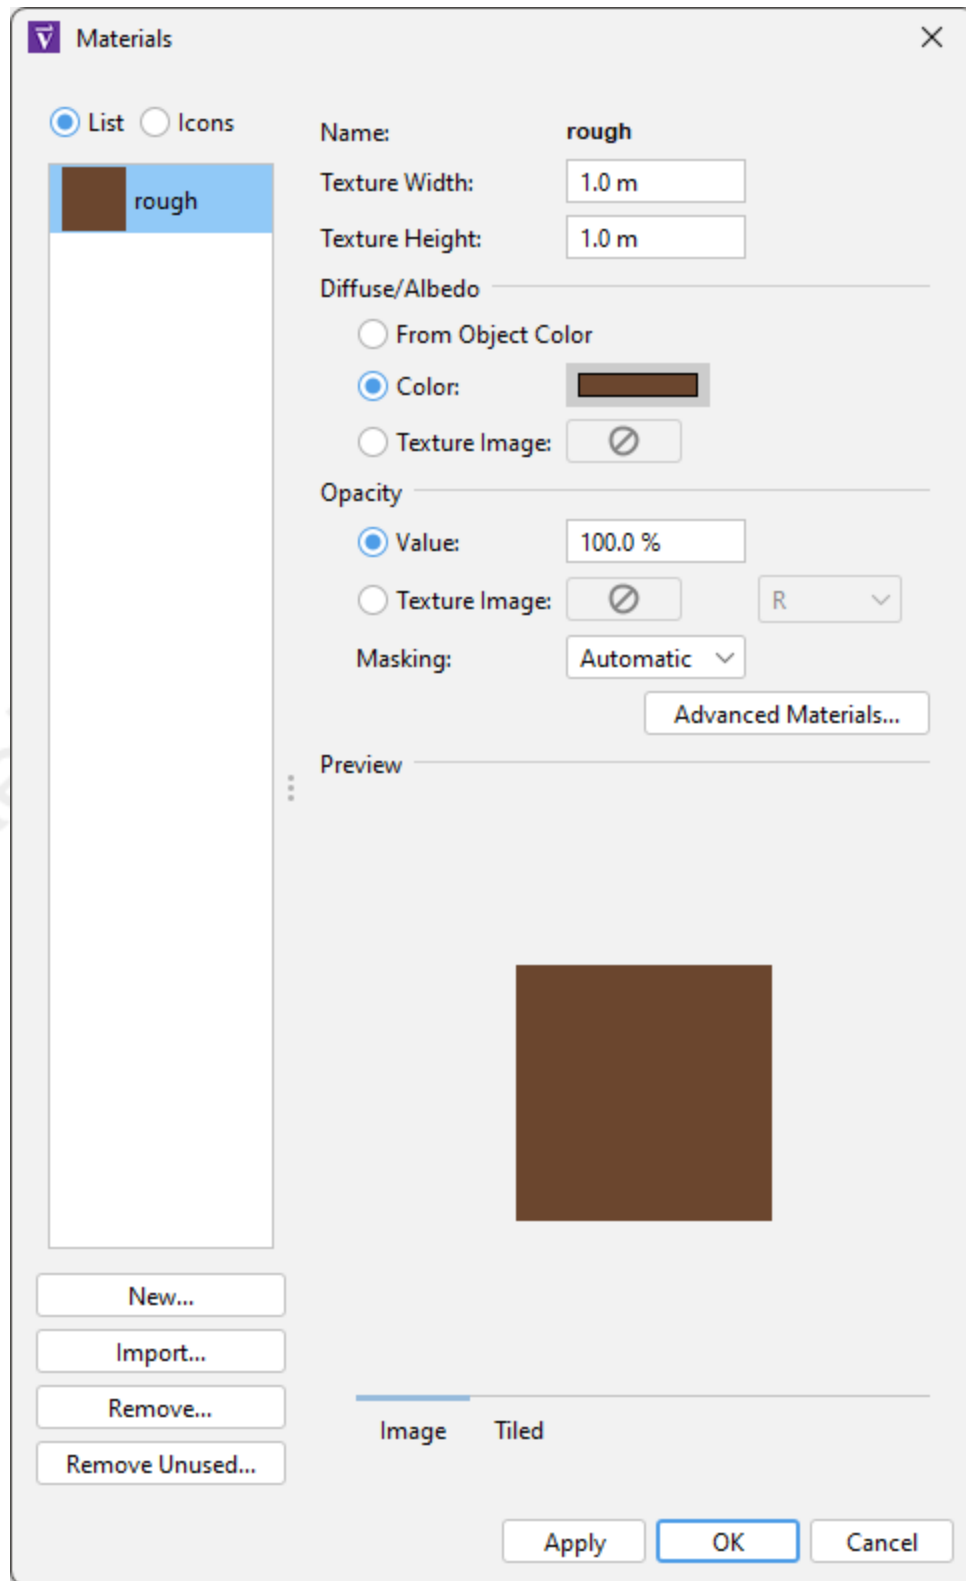 Materials
List Icons
rough
Name: rough
Texture Width: 1.0 m
Texture Height: 1.0 m
Diffuse/Albedo
From Object Color
Color:
Texture Image:
Opacity
Value: 100.0 %
Texture Image: R
Masking: Automatic
Advanced Materials...
Preview
New...
Import...
Remove...
Remove Unused...
Image Tiled
Apply OK Cancel